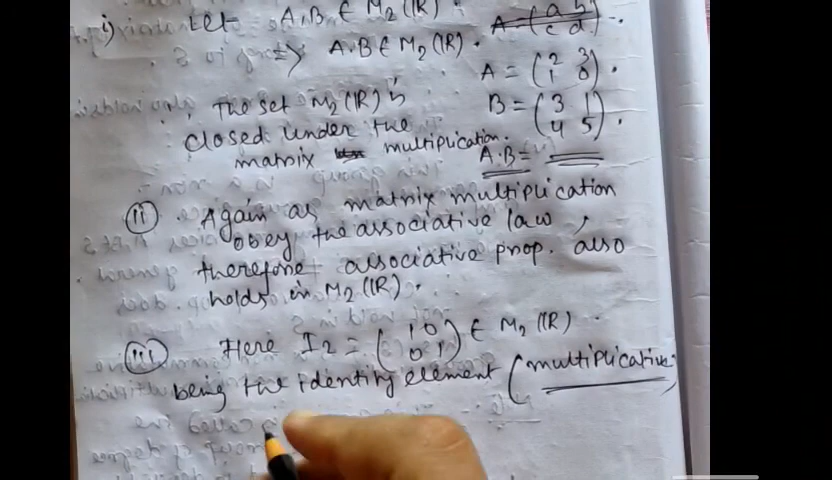 i) Let A,B ∈ M₂(IR).
A = (a b
c d)
⇒ A.B ∈ M₂(IR).
A = (2 3
1 0).
∴ The set M₂(IR) is
B = (3 1
4 5).
closed under the
matrix multiplication.
A.B =
(ii) Again as matrix multiplication
obey the associative law,
therefore associative prop. also
holds in M₂(IR).
(iii) Here I₂ = (1 0
0 1) ∈ M₂(IR)
being the identity element (multiplicative